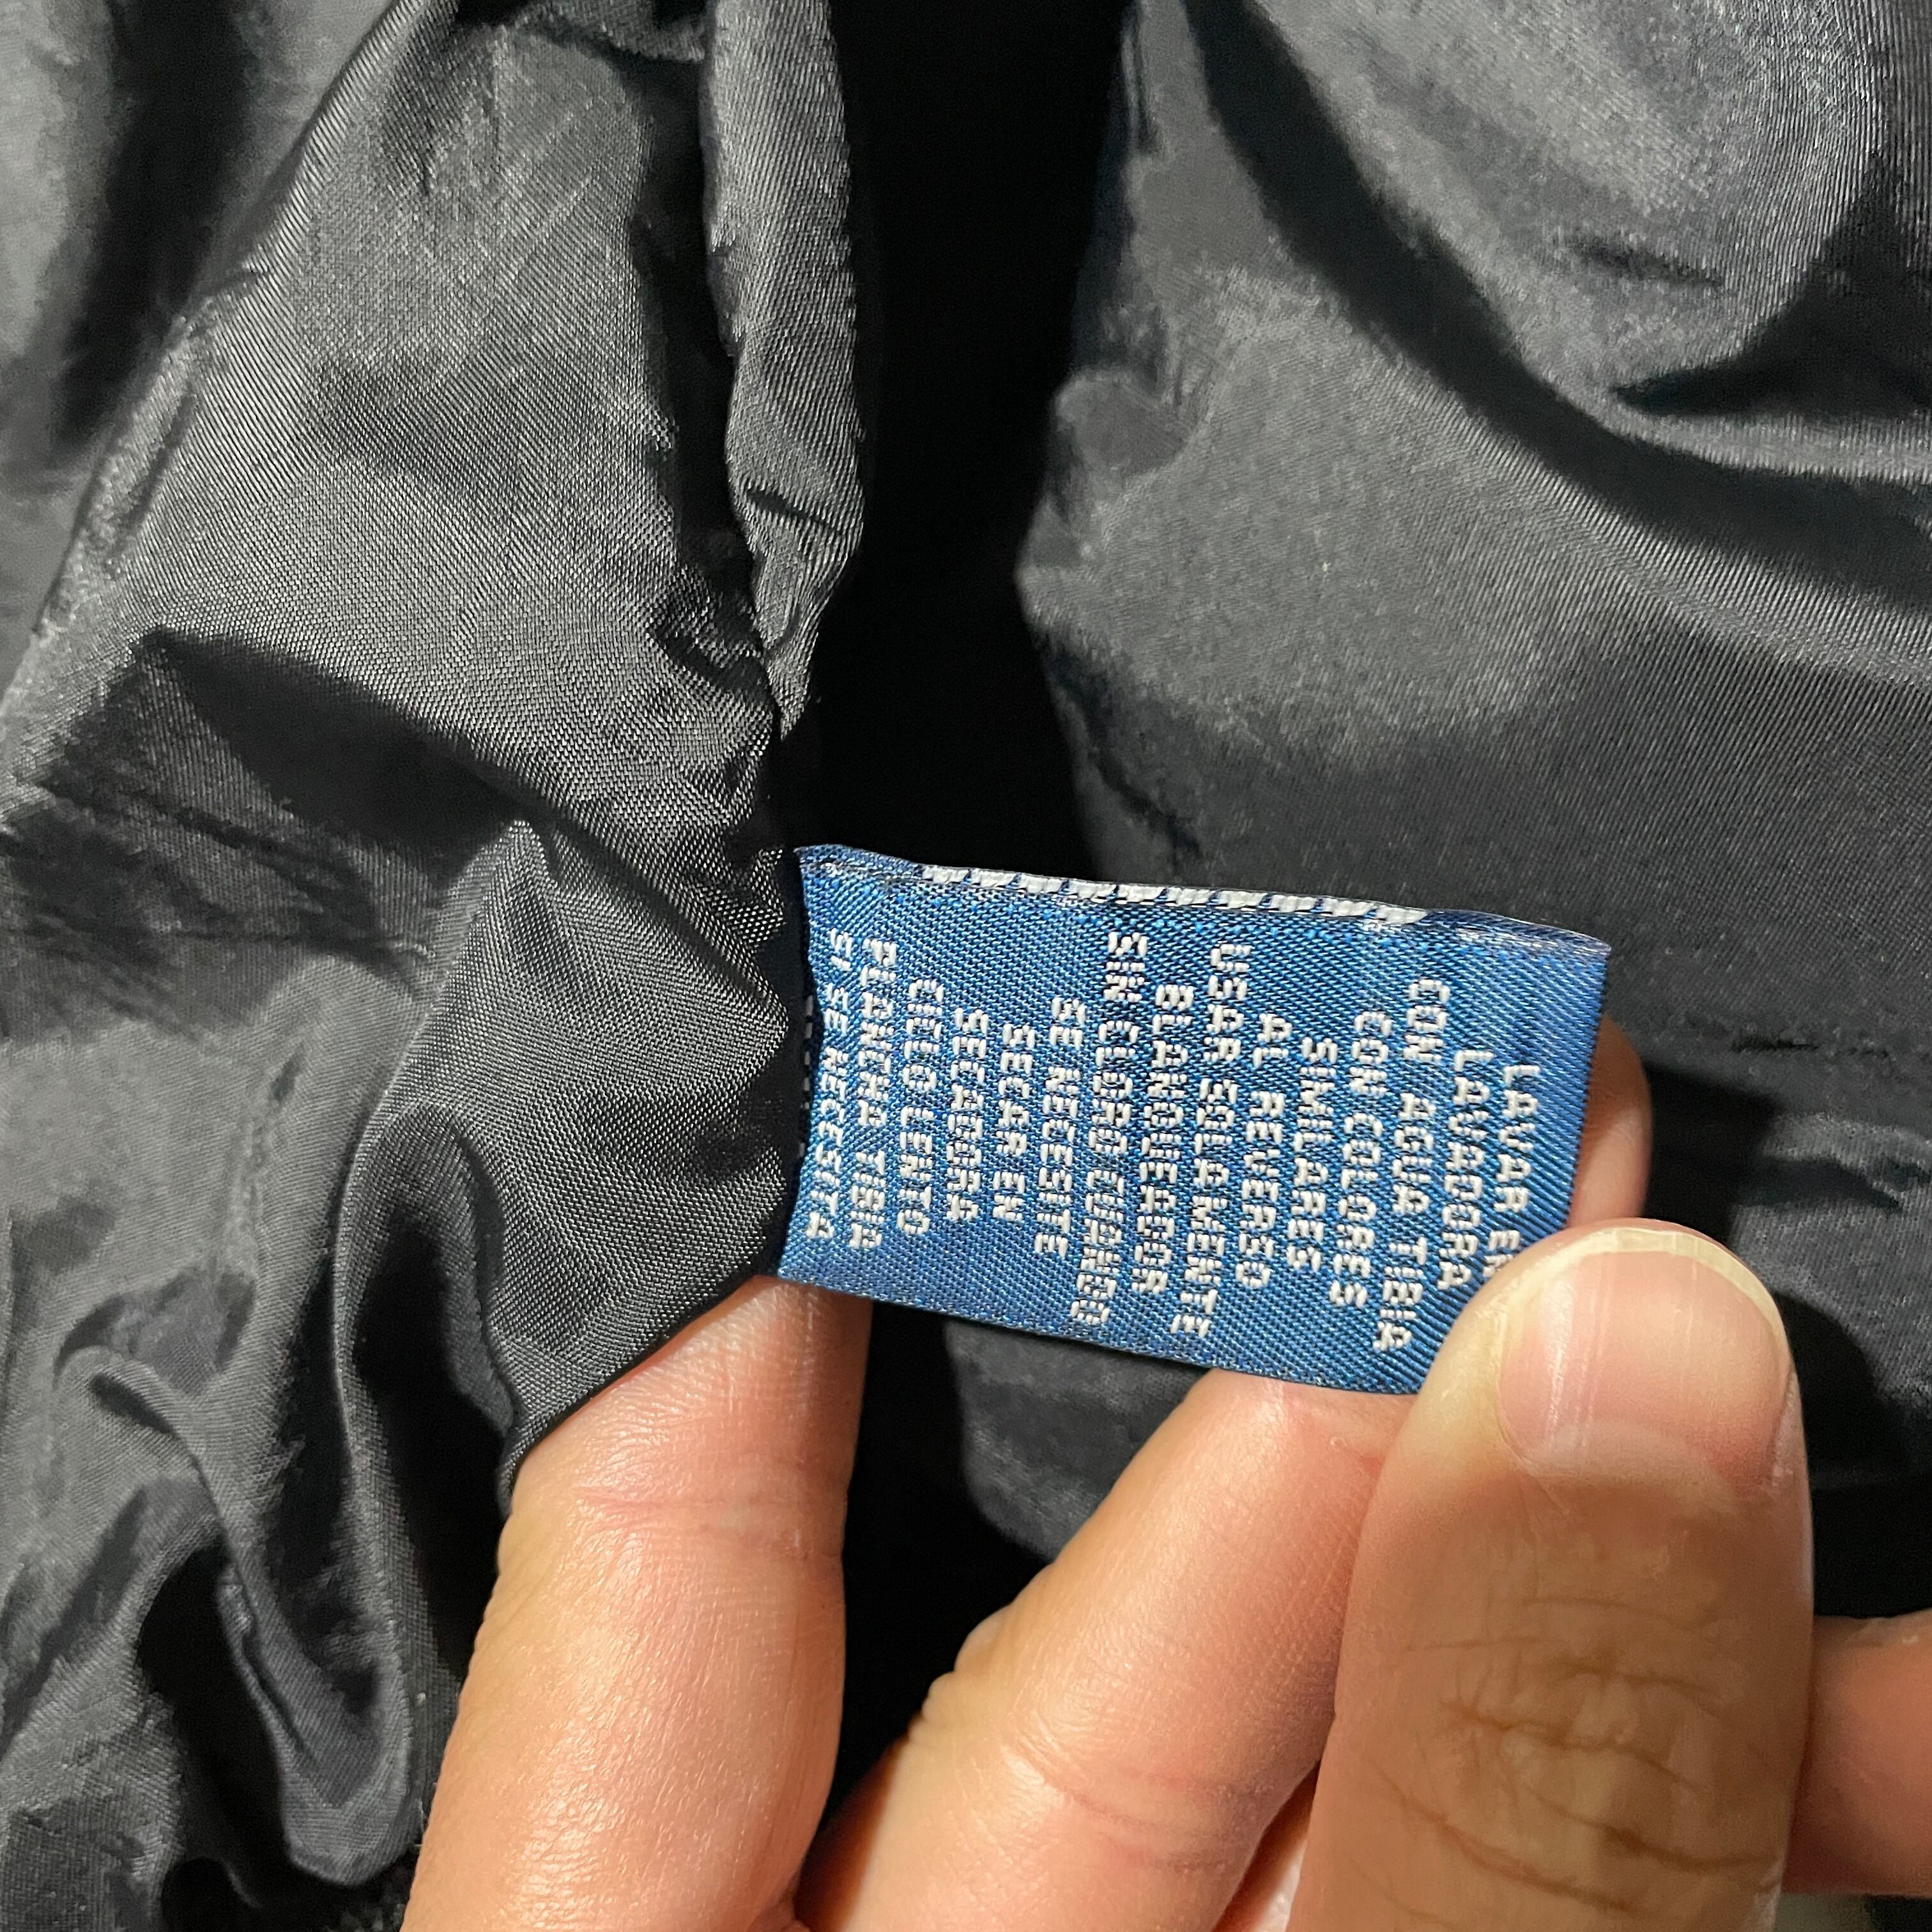 LAVAR EN
LAVADORA
CON AGUA TIBIA
CON COLORES
SIMILARES
AL REVERSO
USAR SOLAMENTE
BLANQUEADOR
SIN CLORO CUANDO
SE NECESITE
SECAR EN
SECADORA
CICLO LENTO
PLANCHA TIBIA
SI SE NECESITA